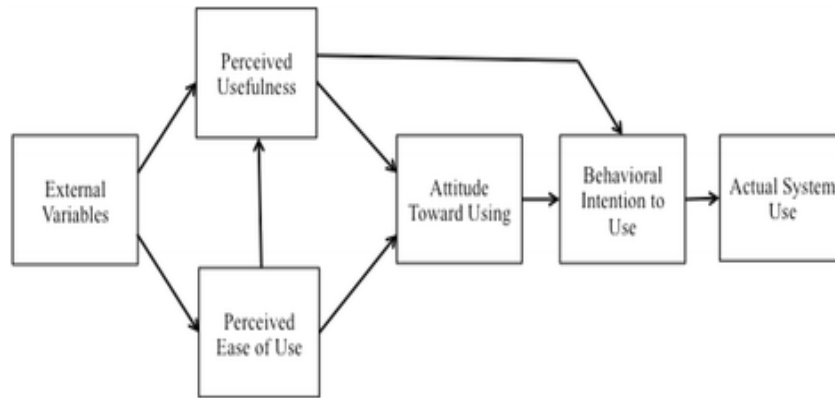 Perceived
Usefulness
External
Variables
Attitude
Toward Using
Behavioral
Intention to
Use
Actual System
Use
Perceived
Ease of Use